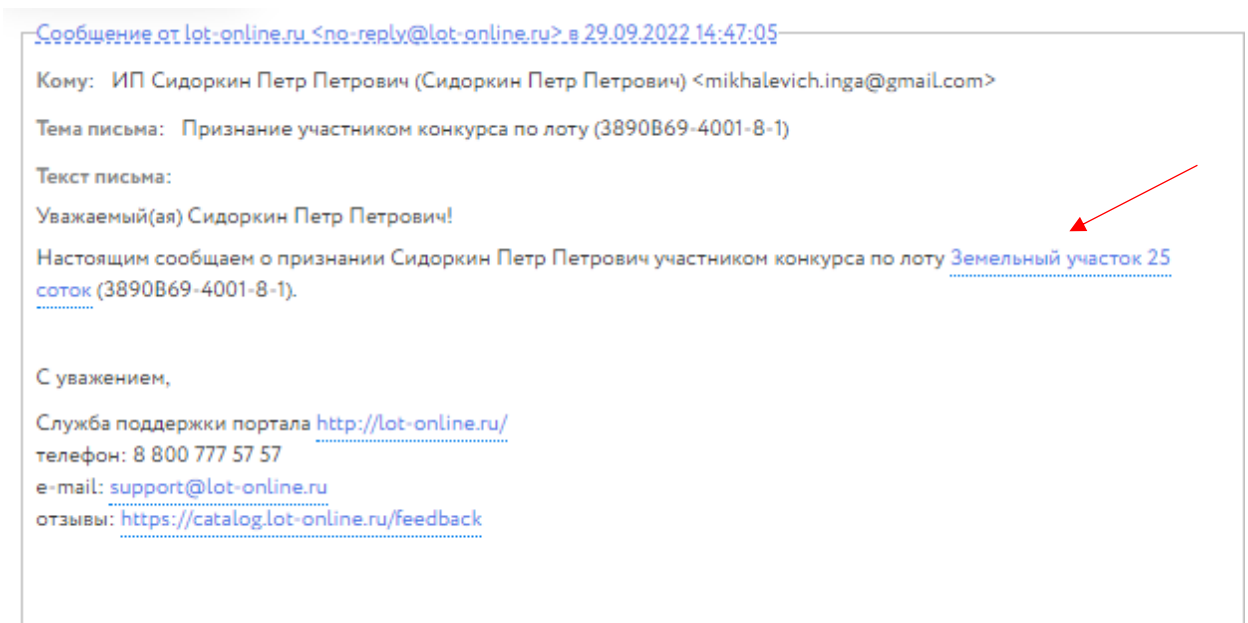 Сообщение от lot-online.ru <no-reply@lot-online.ru> в 29.09.2022 14:47:05
Кому: ИП Сидоркин Петр Петрович (Сидоркин Петр Петрович) <mikhalevich.inga@gmail.com>
Тема письма: Признание участником конкурса по лоту (3890B69-4001-8-1)
Текст письма:
Уважаемый(ая) Сидоркин Петр Петрович!
Настоящим сообщаем о признании Сидоркин Петр Петрович участником конкурса по лоту Земельный участок 25
соток (3890B69-4001-8-1).
С уважением,
Служба поддержки портала http://lot-online.ru/
телефон: 8 800 777 57 57
e-mail: support@lot-online.ru
отзывы: https://catalog.lot-online.ru/feedback